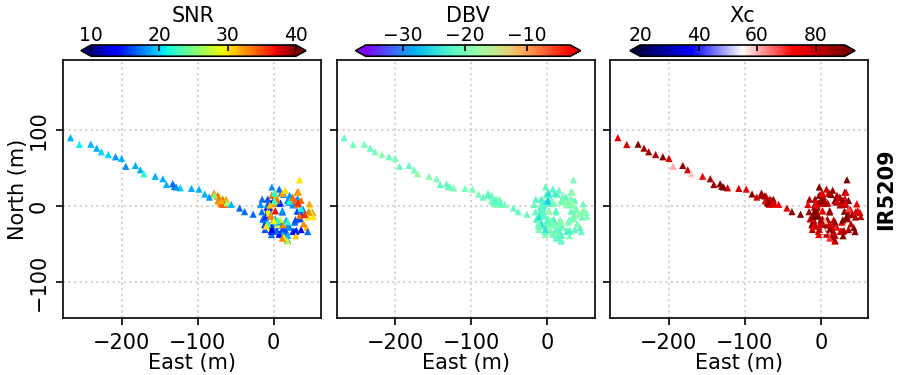 SNR DBV Xc
10 20 30 40 −30 −20 −10 20 40 60 80
North (m)
100
0
−100
−200 −100 0 −200 −100 0 −200 −100 0
East (m) East (m) East (m)
IR5209